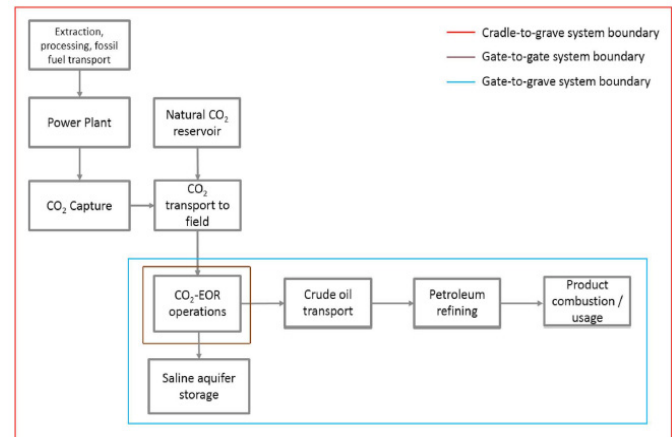 Extraction,
processing, fossil
fuel transport
Cradle-to-grave system boundary
Gate-to-gate system boundary
Gate-to-grave system boundary
Power Plant
Natural CO₂
reservoir
CO₂ Capture
CO₂
transport to
field
CO₂-EOR
operations
Crude oil
transport
Petroleum
refining
Product
combustion /
usage
Saline aquifer
storage